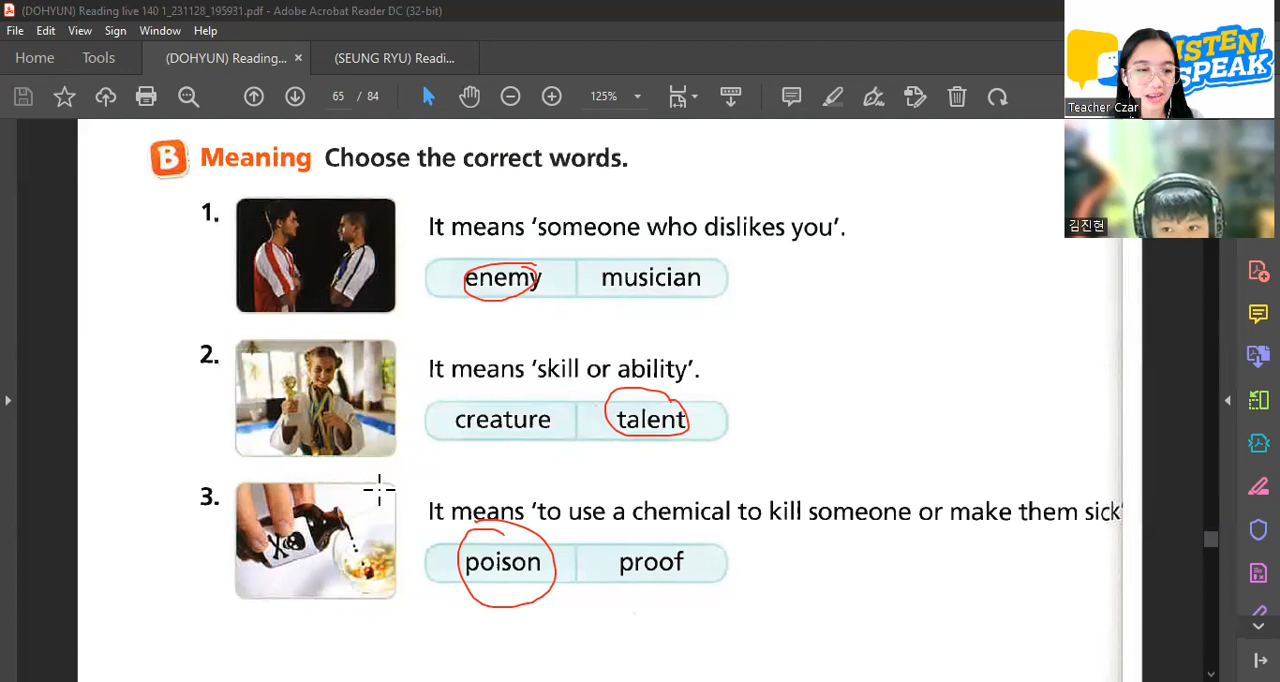 (DOHYUN) Reading live 140 1_231128_195931.pdf - Adobe Acrobat Reader DC (32-bit)
File Edit View Sign Window Help
Home Tools (DOHYUN) Reading... × (SEUNG RYU) Readi...
65 / 84 125%
LISTEN
SPEAK
Teacher Czar
김진현
B Meaning Choose the correct words.
1. It means 'someone who dislikes you'.
enemy musician
2. It means 'skill or ability'.
creature talent
3. It means 'to use a chemical to kill someone or make them sick'
poison proof